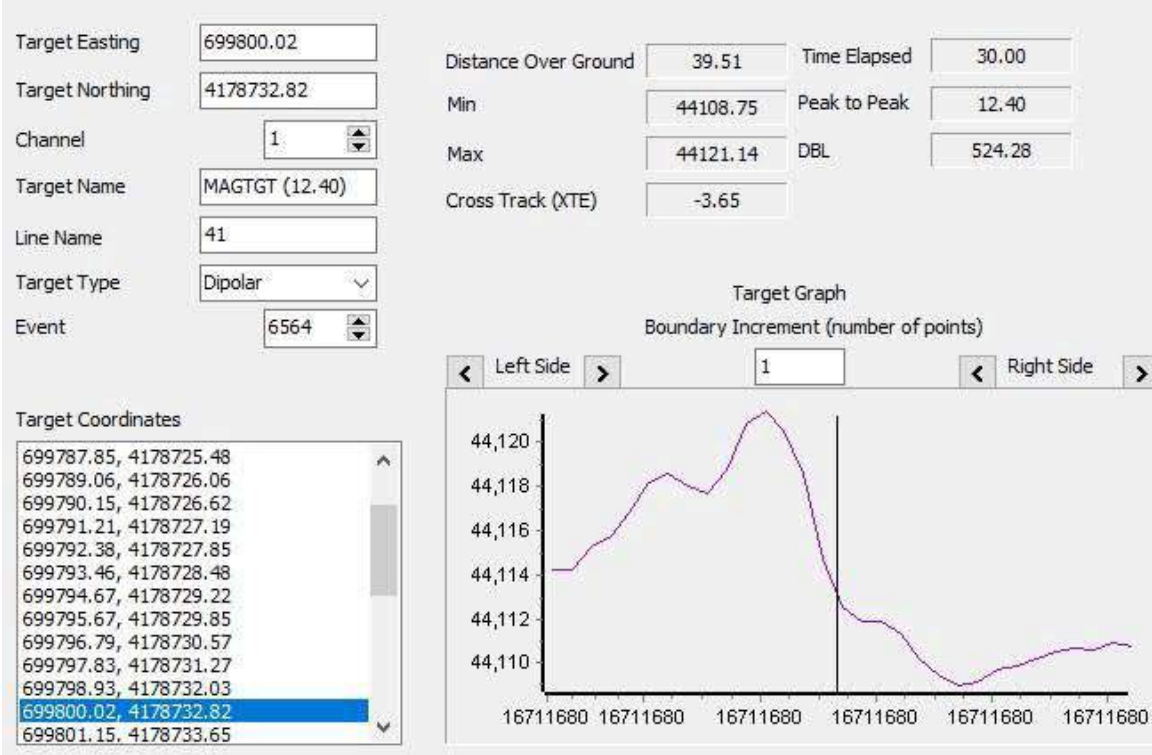 Target Easting 699800.02
Target Northing 4178732.82
Channel 1
Target Name MAGTGT (12.40)
Line Name 41
Target Type Dipolar
Event 6564
Distance Over Ground 39.51 Time Elapsed 30.00
Min 44108.75 Peak to Peak 12.40
Max 44121.14 DBL 524.28
Cross Track (XTE) -3.65
Target Coordinates
699787.85, 4178725.48
699789.06, 4178726.06
699790.15, 4178726.62
699791.21, 4178727.19
699792.38, 4178727.85
699793.46, 4178728.48
699794.67, 4178729.22
699795.67, 4178729.85
699796.79, 4178730.57
699797.83, 4178731.27
699798.93, 4178732.03
699800.02, 4178732.82
699801.15, 4178733.65
Target Graph
Boundary Increment (number of points)
Left Side 1 Right Side
44,120
44,118
44,116
44,114
44,112
44,110
16711680 16711680 16711680 16711680 16711680 16711680